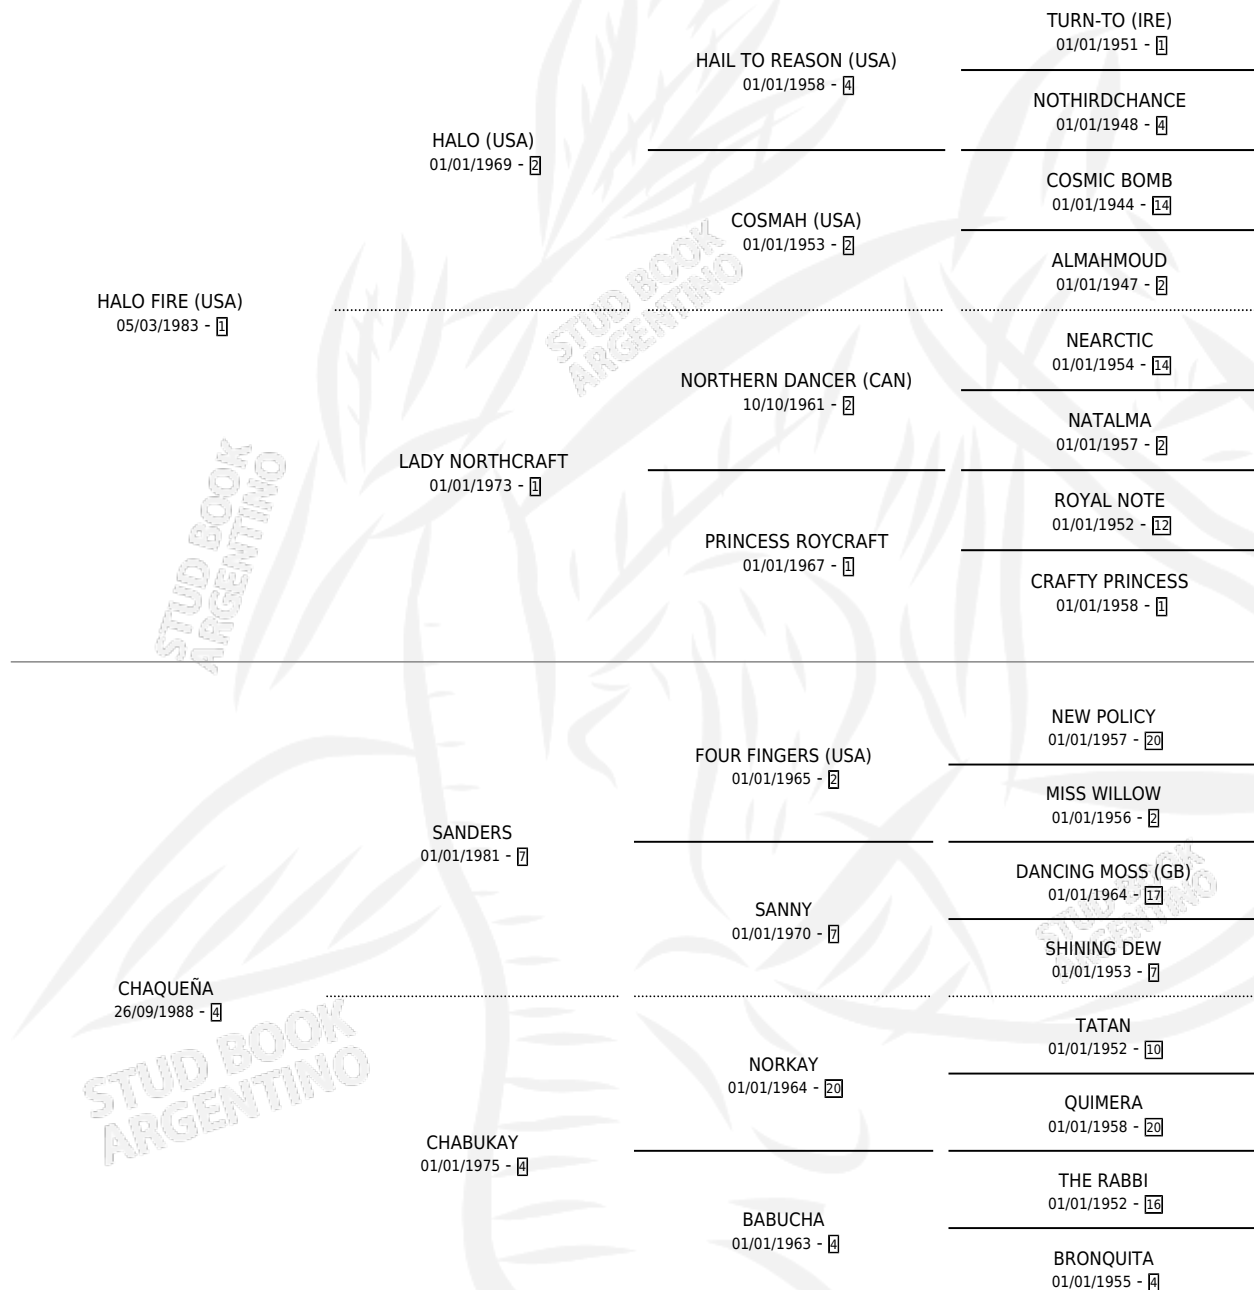 TURN-TO (IRE)
01/01/1951 - 1
HAIL TO REASON (USA)
01/01/1958 - 4
NOTHIRDCHANCE
01/01/1948 - 4
HALO (USA)
01/01/1969 - 2
COSMIC BOMB
01/01/1944 - 14
COSMAH (USA)
01/01/1953 - 2
ALMAHMOUD
01/01/1947 - 2
HALO FIRE (USA)
05/03/1983 - 1
NEARCTIC
01/01/1954 - 14
NORTHERN DANCER (CAN)
10/10/1961 - 2
NATALMA
01/01/1957 - 2
LADY NORTHCRAFT
01/01/1973 - 1
ROYAL NOTE
01/01/1952 - 12
PRINCESS ROYCRAFT
01/01/1967 - 1
CRAFTY PRINCESS
01/01/1958 - 1
STUD BOOK
ARGENTINO
STUD BOOK
ARGENTINO
NEW POLICY
01/01/1957 - 20
FOUR FINGERS (USA)
01/01/1965 - 2
MISS WILLOW
01/01/1956 - 2
SANDERS
01/01/1981 - 7
DANCING MOSS (GB)
01/01/1964 - 17
SANNY
01/01/1970 - 7
SHINING DEW
01/01/1953 - 7
STUD BOOK
ARGENTINO
CHAQUEÑA
26/09/1988 - 4
TATAN
01/01/1952 - 10
NORKAY
01/01/1964 - 20
QUIMERA
01/01/1958 - 20
CHABUKAY
01/01/1975 - 4
THE RABBI
01/01/1952 - 16
BABUCHA
01/01/1963 - 4
BRONQUITA
01/01/1955 - 4
STUD BOOK
ARGENTINO